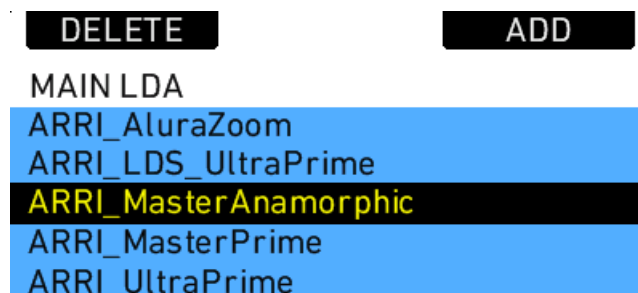 DELETE ADD
MAIN LDA
ARRI_AluraZoom
ARRI_LDS_UltraPrime
ARRI_MasterAnamorphic
ARRI_MasterPrime
ARRI_UltraPrime